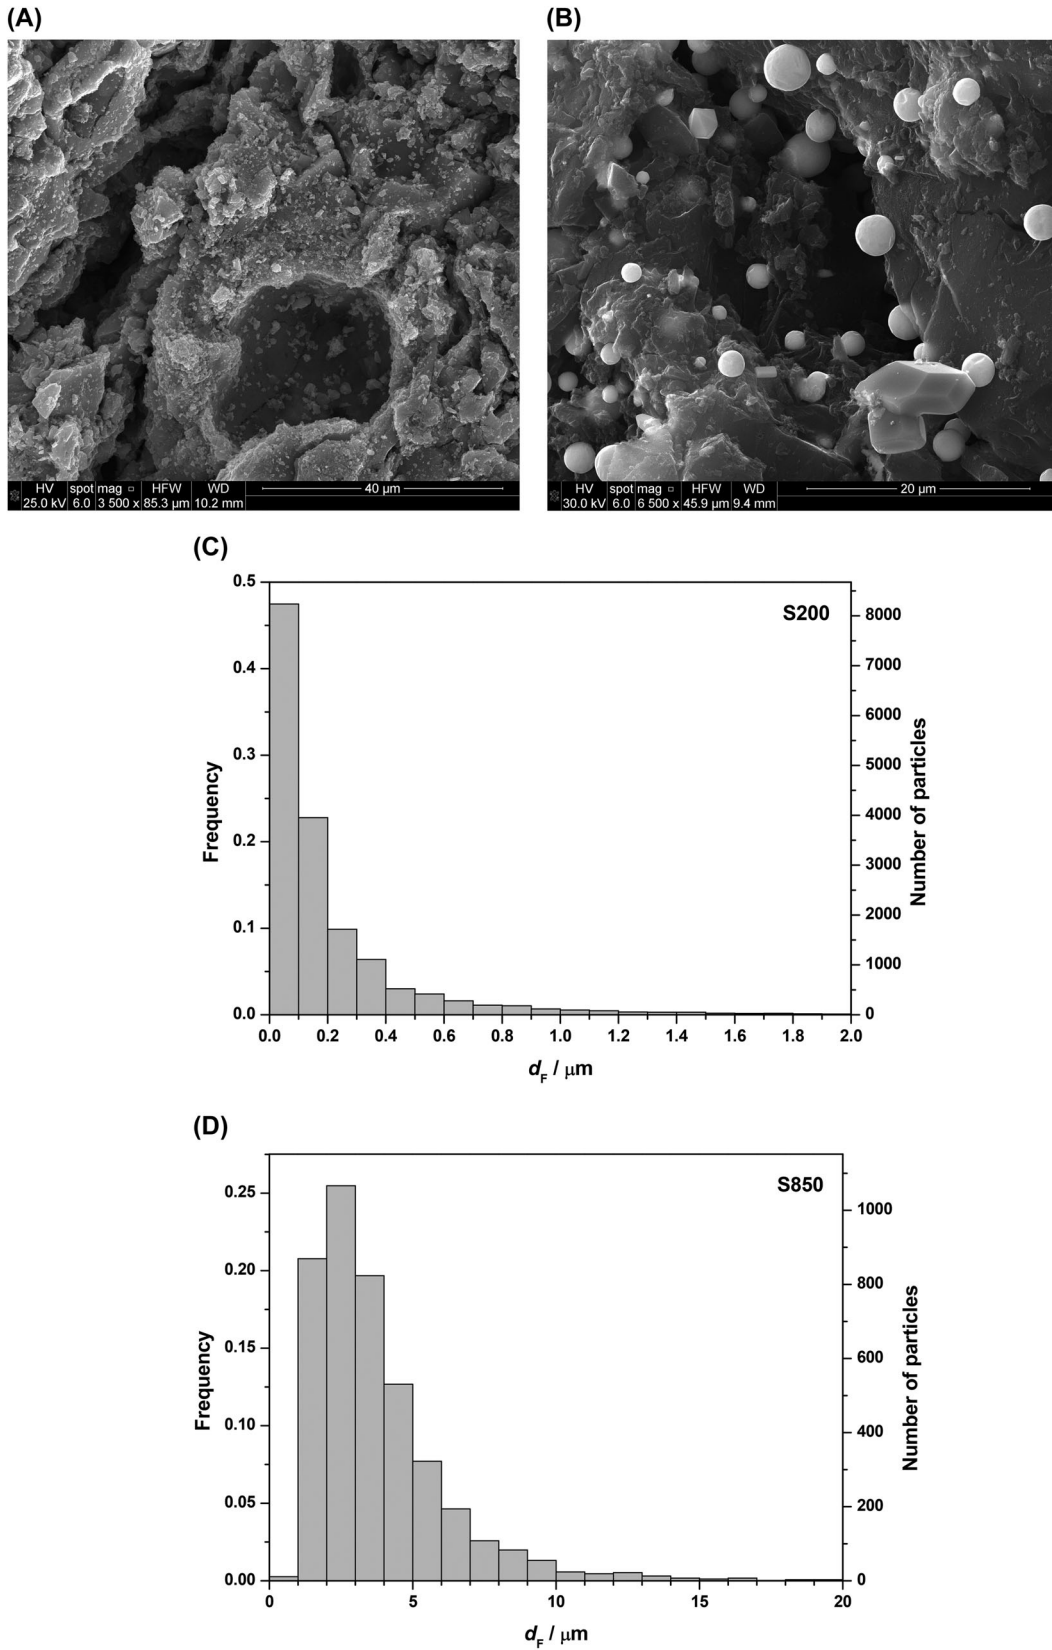 (A)
(B)
HV spot mag □ HFW WD 40 µm
25.0 kV 6.0 3 500 x 85.3 µm 10.2 mm
HV spot mag □ HFW WD 20 µm
30.0 kV 6.0 6 500 x 45.9 µm 9.4 mm
(C)
S200
Frequency
0.5
0.4
0.3
0.2
0.1
0.0
Number of particles
8000
7000
6000
5000
4000
3000
2000
1000
0
0.0 0.2 0.4 0.6 0.8 1.0 1.2 1.4 1.6 1.8 2.0
dF / µm
(D)
S850
Frequency
0.25
0.20
0.15
0.10
0.05
0.00
Number of particles
1000
800
600
400
200
0
0 5 10 15 20
dF / µm